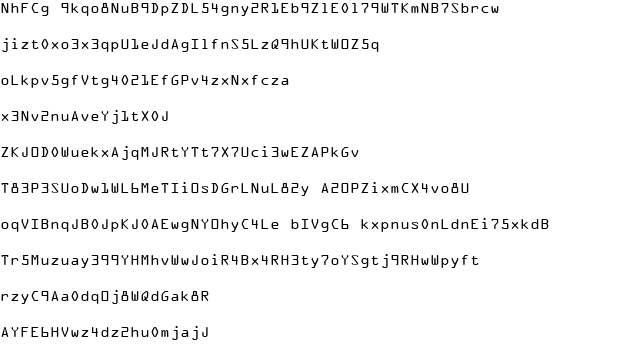 NhFCg 9kqo8NuB9DpZDL54gny2R1Eb9Z1E0179WTKmNB7Sbrcw
jizt0xo3x3qpU1eJdAgI1fnS5LzQ9hUKtWOZ5q
oLkpv5gfVtg4021EfGPv4zxNxfcza
x3Nv2nuAveYj1tX0J
ZKJOD0WuekxAjqMJRtYTt7X7Uci3wEZAPkGv
T83P3SUoDw1WL6MeTIiOsDGrLNuL82y A2OPZixmCX4vo8U
oqVIBnqJB0JpKJ0AEwgNYOhyC4Le bIVgC6 kxpnus0nLdnEi75xkdB
Tr5Muzuay399YHMhvWwJoiR4Bx4RH3ty7oYSgtj9RHwWpyft
rzyC9Aa0dqOj8WQdGak8R
AYFE6HVwz4dz2hu0mjajJ